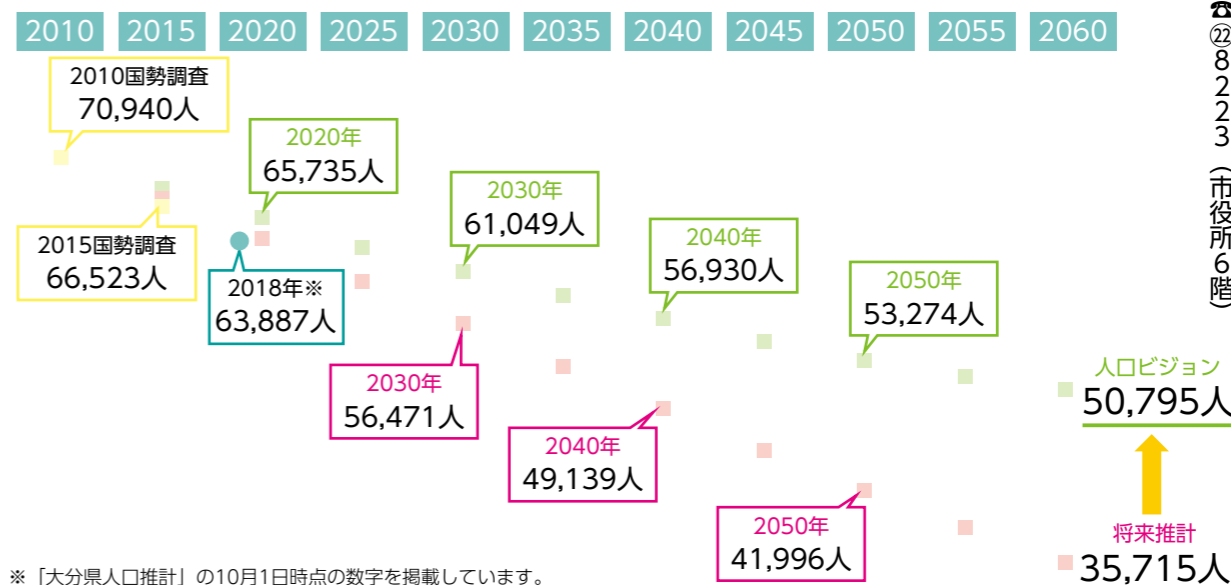 2010 2015 2020 2025 2030 2035 2040 2045 2050 2055 2060
2010国勢調査
70,940人
2015国勢調査
66,523人
2018年※
63,887人
2020年
65,735人
2030年
61,049人
2040年
56,930人
2050年
53,274人
人口ビジョン
50,795人
2030年
56,471人
2040年
49,139人
2050年
41,996人
将来推計
35,715人
※「大分県人口推計」の10月1日時点の数字を掲載しています。
☎㉒8223（市役所6階）